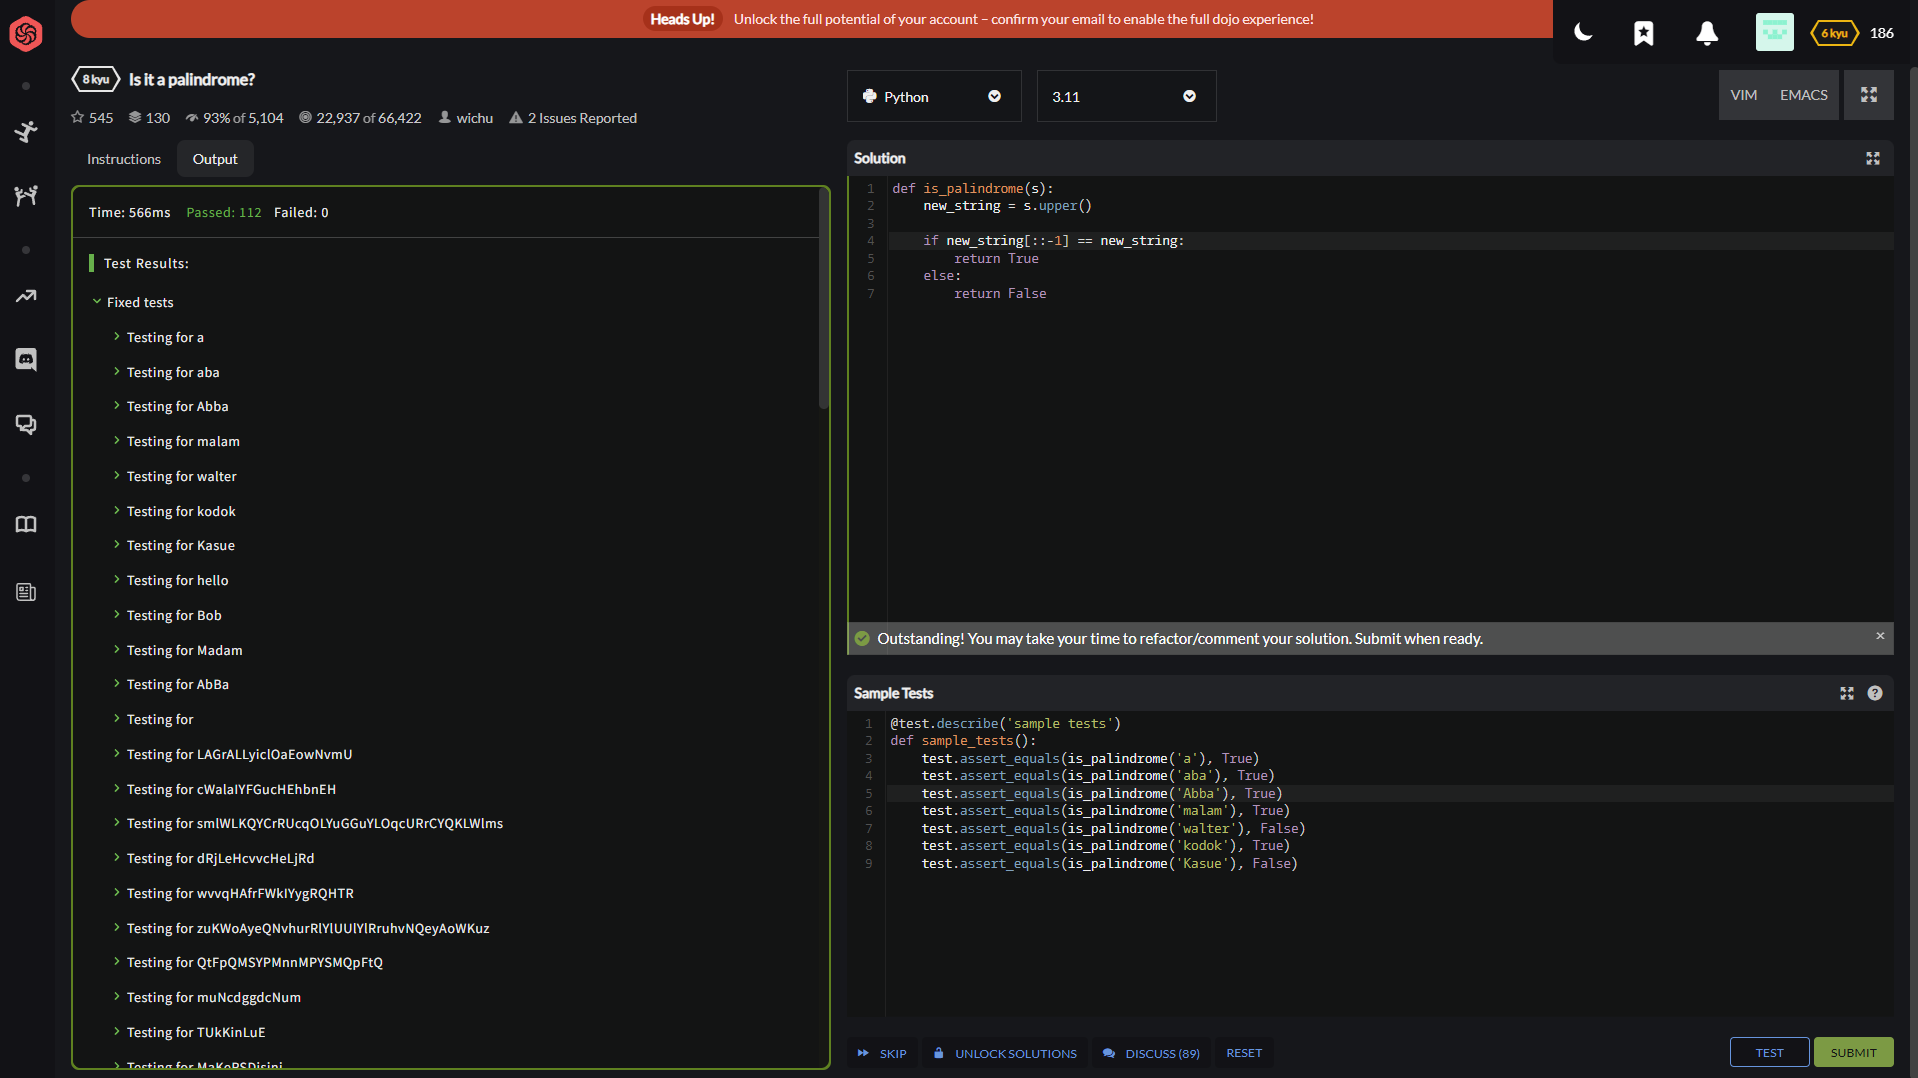 Heads Up! Unlock the full potential of your account – confirm your email to enable the full dojo experience!
6 kyu 186
8 kyu Is it a palindrome?
545 130 93% of 5,104 22,937 of 66,422 wichu 2 Issues Reported
Instructions Output
Time: 566ms Passed: 112 Failed: 0
Test Results:
Fixed tests
Testing for a
Testing for aba
Testing for Abba
Testing for malam
Testing for walter
Testing for kodok
Testing for Kasue
Testing for hello
Testing for Bob
Testing for Madam
Testing for AbBa
Testing for
Testing for LAGrALLyiclOaEowNvmU
Testing for cWalaIYFGucHEhbnEH
Testing for smlWLKQYCrRUcqOLYuGGuYLOqcURrCYQKLWlms
Testing for dRjLeHcvvcHeLjRd
Testing for wvvqHAfrFWkIYygRQHTR
Testing for zuKWoAyeQNvhurRlYlUUlYlRruhvNQeyAoWKuz
Testing for QtFpQMSYPMnnMPYSMQpFtQ
Testing for muNcdggdcNum
Testing for TUkKinLuE
Python 3.11 VIM EMACS
Solution
1 def is_palindrome(s):
2 new_string = s.upper()
3
4 if new_string[::-1] == new_string:
5 return True
6 else:
7 return False
Outstanding! You may take your time to refactor/comment your solution. Submit when ready. ×
Sample Tests ?
1 @test.describe('sample tests')
2 def sample_tests():
3 test.assert_equals(is_palindrome('a'), True)
4 test.assert_equals(is_palindrome('aba'), True)
5 test.assert_equals(is_palindrome('Abba'), True)
6 test.assert_equals(is_palindrome('malam'), True)
7 test.assert_equals(is_palindrome('walter'), False)
8 test.assert_equals(is_palindrome('kodok'), True)
9 test.assert_equals(is_palindrome('Kasue'), False)
SKIP UNLOCK SOLUTIONS DISCUSS (89) RESET TEST SUBMIT